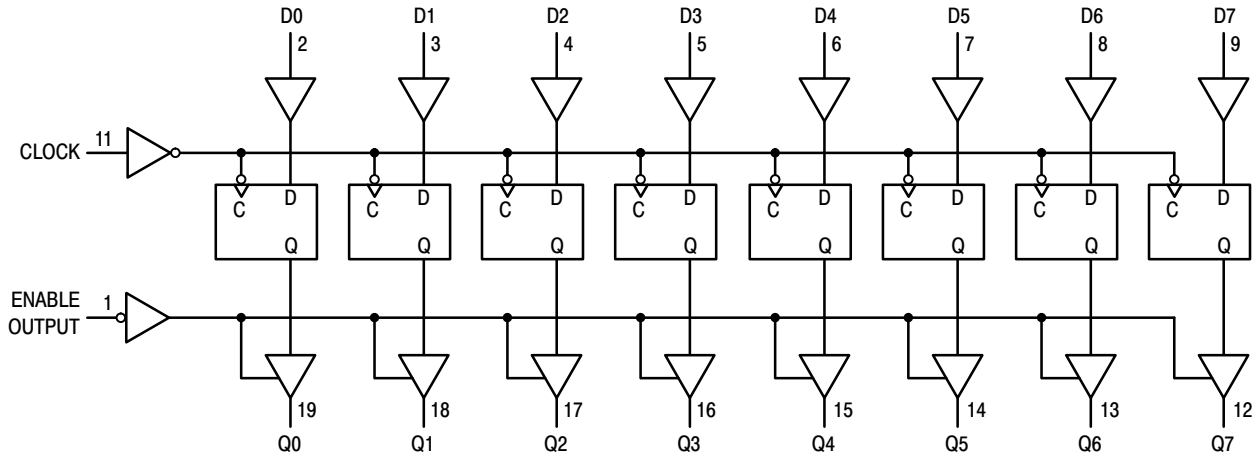 D0 D1 D2 D3 D4 D5 D6 D7
2 3 4 5 6 7 8 9
CLOCK 11
C D C D C D C D C D C D C D C D
Q Q Q Q Q Q Q Q
ENABLE OUTPUT 1
19 18 17 16 15 14 13 12
Q0 Q1 Q2 Q3 Q4 Q5 Q6 Q7